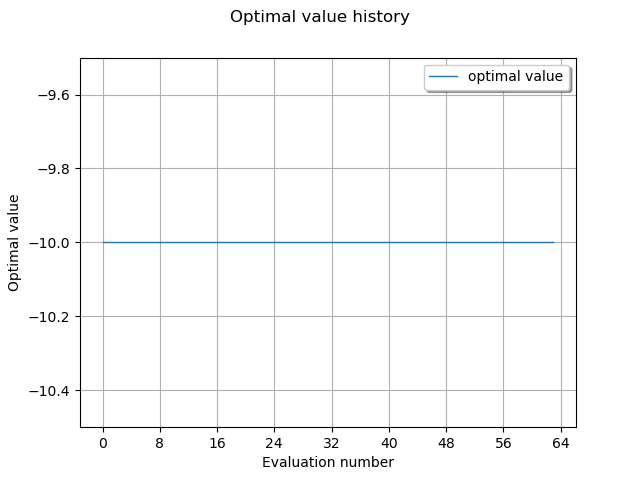 Optimal value history
optimal value
−9.6
−9.8
−10.0
−10.2
−10.4
Optimal value
0 8 16 24 32 40 48 56 64
Evaluation number